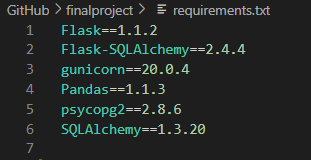 GitHub > finalproject > requirements.txt
1 Flask==1.1.2
2 Flask-SQLAlchemy==2.4.4
3 gunicorn==20.0.4
4 Pandas==1.1.3
5 psycopg2==2.8.6
6 SQLAlchemy==1.3.20
7